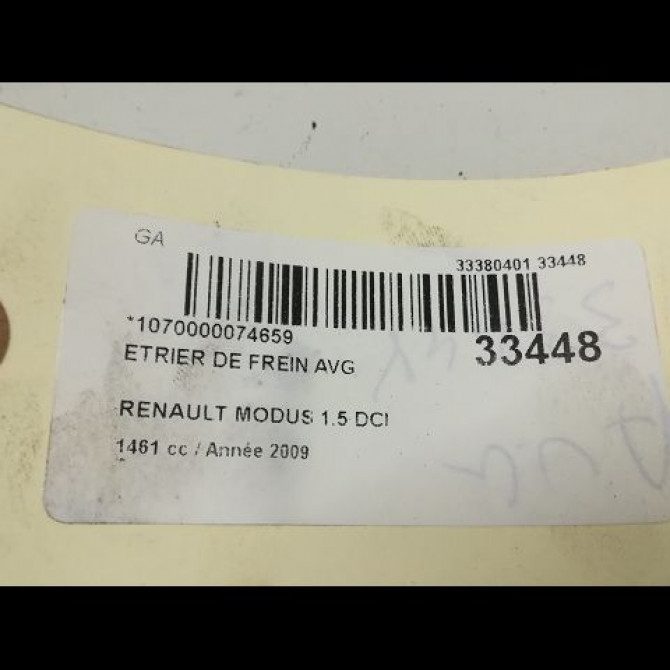 GA
33380401 33448
*1070000074659
33448
ETRIER DE FREIN AVG
RENAULT MODUS 1.5 DCI
1461 cc / Année 2009